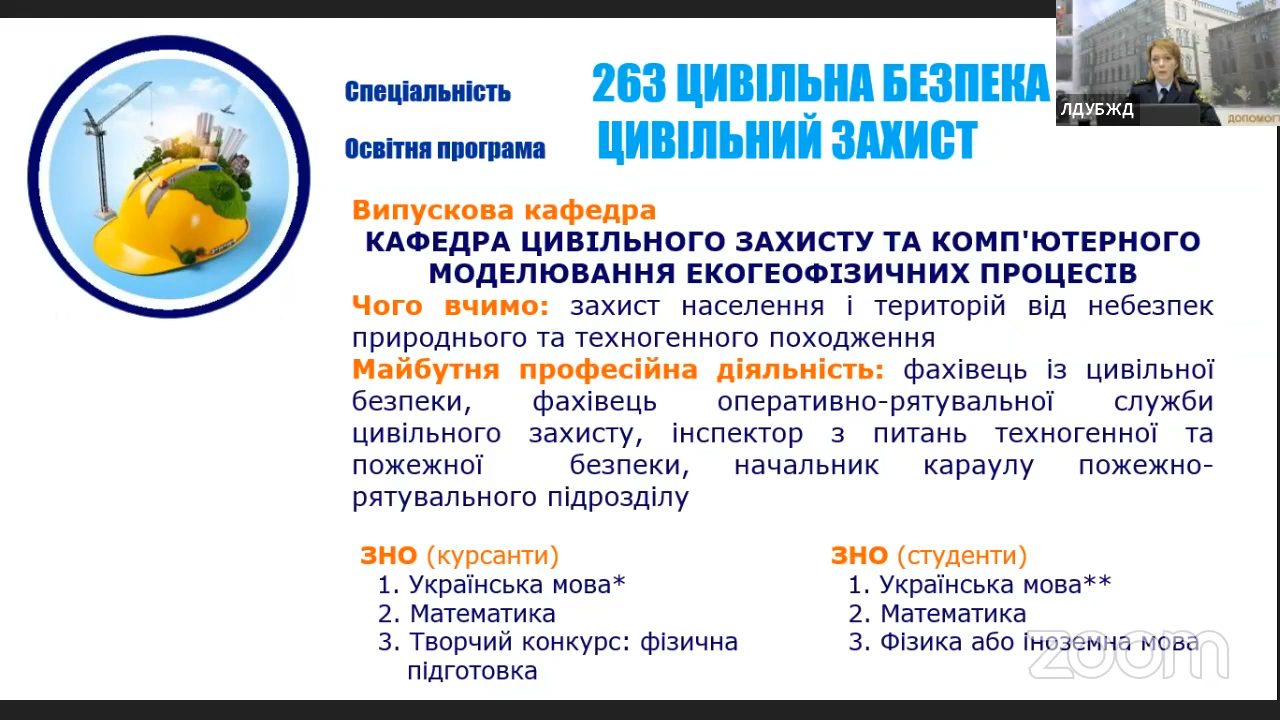 Спеціальність
263 ЦИВІЛЬНА БЕЗПЕКА
Освітня програма
ЦИВІЛЬНИЙ ЗАХИСТ
ЛДУБЖД
ДОПОМОГ
Випускова кафедра
КАФЕДРА ЦИВІЛЬНОГО ЗАХИСТУ ТА КОМП'ЮТЕРНОГО
МОДЕЛЮВАННЯ ЕКОГЕОФІЗИЧНИХ ПРОЦЕСІВ
Чого вчимо: захист населення і територій від небезпек
природнього та техногенного походження
Майбутня професійна діяльність: фахівець із цивільної
безпеки, фахівець оперативно-рятувальної служби
цивільного захисту, інспектор з питань техногенної та
пожежної безпеки, начальник караулу пожежно-
рятувального підрозділу
ЗНО (курсанти)
1. Українська мова*
2. Математика
3. Творчий конкурс: фізична
підготовка
ЗНО (студенти)
1. Українська мова**
2. Математика
3. Фізика або іноземна мова
zoom